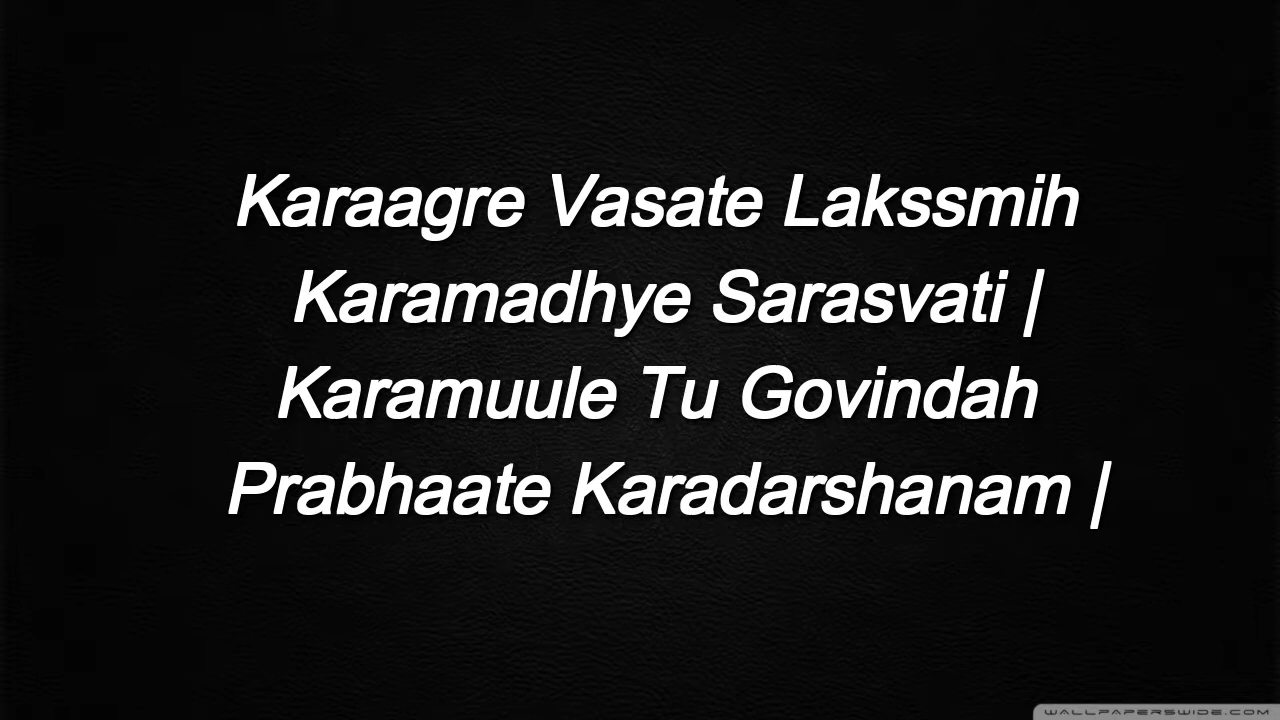 Karaagre Vasate Lakssmih
Karamadhye Sarasvati |
Karamuule Tu Govindah
Prabhaate Karadarshanam |
WALLPAPERSWIDE.COM